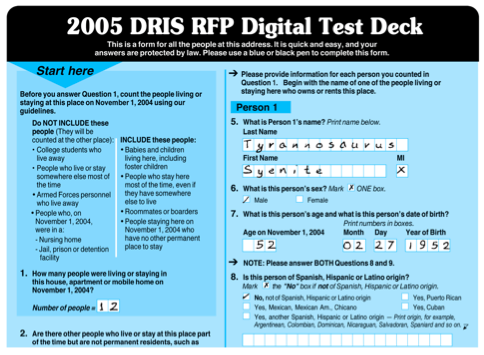 2005 DRIS RFP Digital Test Deck
This is a form for all the people at this address. It is quick and easy, and your
answers are protected by law. Please use a blue or black pen to complete this form.
Start here
Before you answer Question 1, count the people living or
staying at this place on November 1, 2004 using our
guidelines.
Do NOT INCLUDE these
people (They will be
counted at the other place):
• College students who
live away
• People who live or stay
somewhere else most of
the time
• Armed Forces personnel
who live away
• People who, on
November 1, 2004,
were in a:
- Nursing home
- Jail, prison or detention
facility
INCLUDE these people:
• Babies and children
living here, including
foster children
• People who stay here
most of the time, even if
they have somewhere
else to live
• Roommates or boarders
• People staying here on
November 1, 2004 who
have no other permanent
place to stay
1. How many people were living or staying in
this house, apartment or mobile home on
November 1, 2004?
Number of people = 12
2. Are there other people who live or stay at this place part
of the time but are not permanent residents, such as
→ Please provide information for each person you counted in
Question 1. Begin with the name of one of the people living or
staying here who owns or rents this place.
Person 1
5. What is Person 1's name? Print name below.
Last Name
Tyrannosaurus
First Name MI
Syenite X
6. What is this person's sex? Mark X ONE box.
✓ Male Female
7. What is this person's age and what is this person's date of birth?
Print numbers in boxes.
Age on November 1, 2004 Month Day Year of Birth
52 02 27 1952
→ NOTE: Please answer BOTH Questions 8 and 9.
8. Is this person of Spanish, Hispanic or Latino origin?
Mark X the "No" box if not of Spanish, Hispanic or Latino origin.
✓ No, not of Spanish, Hispanic or Latino origin Yes, Puerto Rican
Yes, Mexican, Mexican Am., Chicano Yes, Cuban
Yes, another Spanish, Hispanic or Latino origin — Print origin, for example,
Argentinean, Colombian, Dominican, Nicaraguan, Salvadoran, Spaniard and so on.